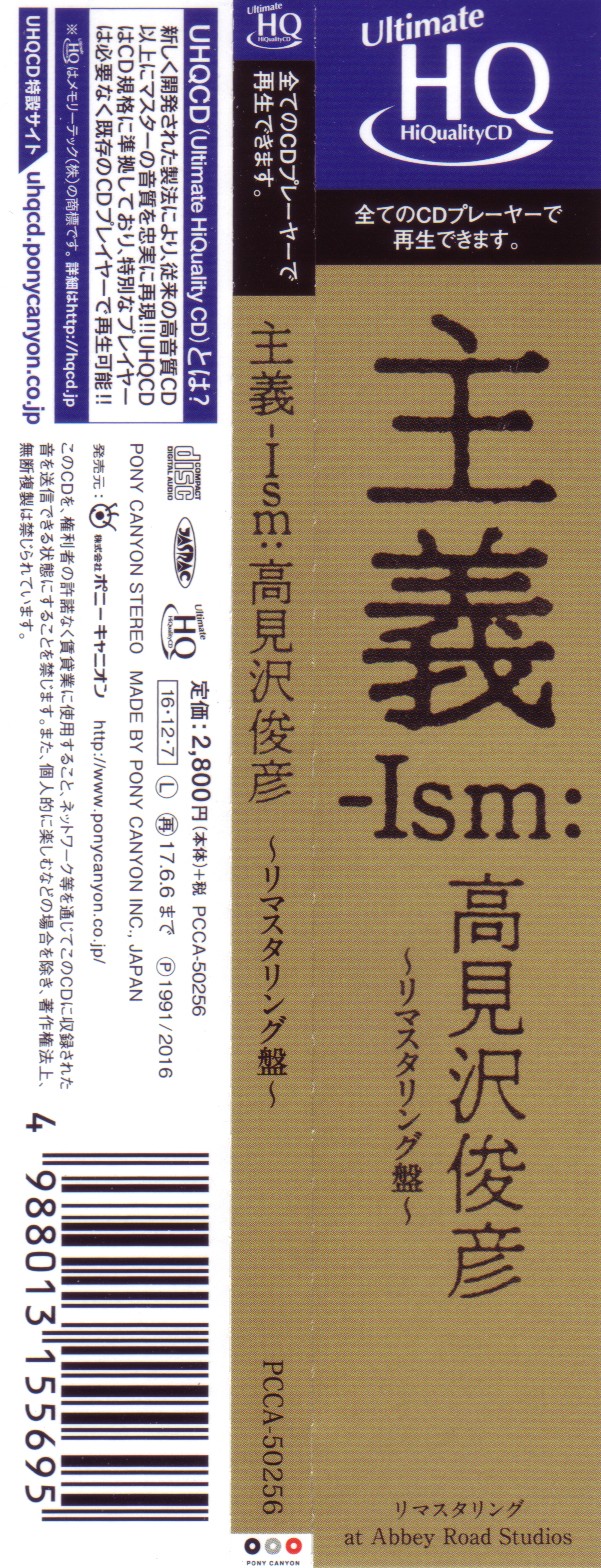 Ultimate
HQ
HiQualityCD
全てのCDプレーヤーで
再生できます。
主義
-Ism:
高見沢俊彦
～リマスタリング盤～
リマスタリング
at Abbey Road Studios
Ultimate
HQ
HiQualityCD
全てのCDプレーヤーで
再生できます。
主義-Ism:高見沢俊彦 ～リマスタリング盤～
PCCA-50256
PONY CANYON
UHQCD(Ultimate HiQuality CD)とは?
新しく開発された製法により、従来の高音質CD
以上にマスターの音質を忠実に再現!!UHQCD
はCD規格に準拠しており、特別なプレイヤー
は必要なく既存のCDプレイヤーで再生可能!!
※HQはメモリーテック(株)の商標です。詳細はhttp://hqcd.jp
UHQCD特設サイト uhqcd.ponycanyon.co.jp
COMPACT
disc
DIGITAL AUDIO
JASRAC
Ultimate
HQ
HiQualityCD
定価:2,800円(本体)+税 PCCA-50256
16・12・7 Ⓛ ㊢ 17.6.6 まで Ⓟ1991/2016
PONY CANYON STEREO MADE BY PONY CANYON INC., JAPAN
発売元: 株式会社ポニーキャニオン http://www.ponycanyon.co.jp/
このCDを、権利者の許諾なく賃貸業に使用すること、ネットワーク等を通じてこのCDに収録された
音を送信できる状態にすることを禁じます。また、個人的に楽しむなどの場合を除き、著作権法上、
無断複製は禁じられています。
4 988013 155695